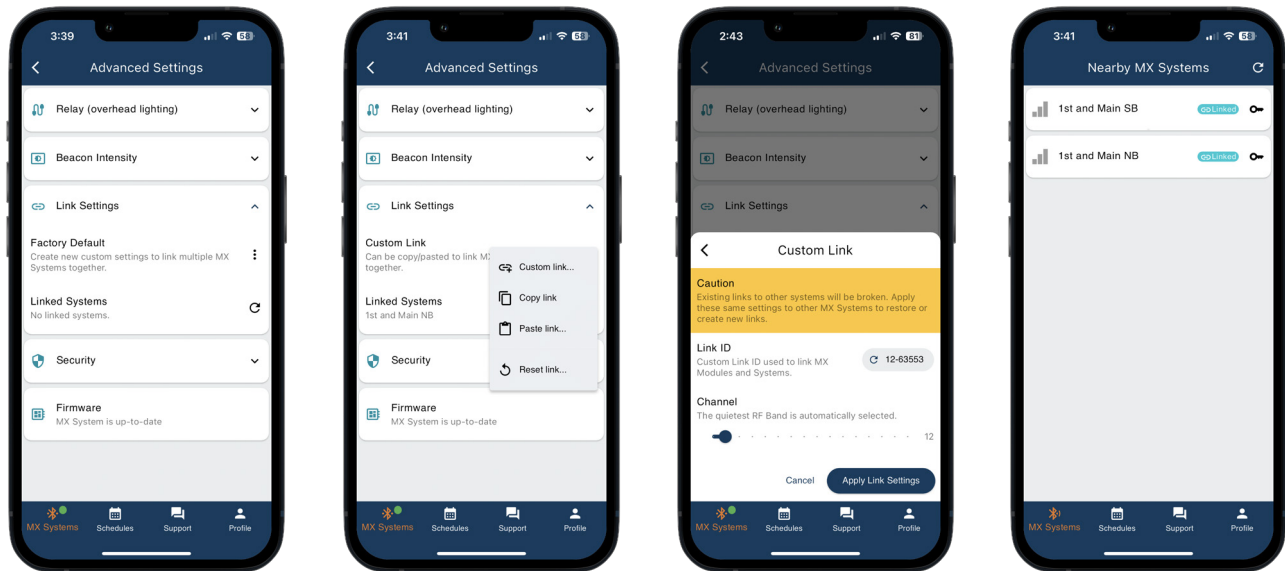 3:39
58
Advanced Settings
Relay (overhead lighting)
Beacon Intensity
Link Settings
Factory Default
Create new custom settings to link multiple MX
Systems together.
Linked Systems
No linked systems.
Security
Firmware
MX System is up-to-date
MX Systems
Schedules
Support
Profile
3:41
58
Advanced Settings
Relay (overhead lighting)
Beacon Intensity
Link Settings
Custom Link
Can be copy/pasted to link M
together.
Linked Systems
1st and Main NB
Custom link...
Copy link
Paste link...
Reset link...
Security
Firmware
MX System is up-to-date
MX Systems
Schedules
Support
Profile
2:43
81
Advanced Settings
Relay (overhead lighting)
Beacon Intensity
Link Settings
Custom Link
Caution
Existing links to other systems will be broken. Apply
these same settings to other MX Systems to restore or
create new links.
Link ID
Custom Link ID used to link MX
Modules and Systems.
12-63553
Channel
The quietest RF Band is automatically selected.
12
Cancel
Apply Link Settings
MX Systems
Schedules
Support
Profile
3:41
58
Nearby MX Systems
1st and Main SB
Linked
1st and Main NB
Linked
MX Systems
Schedules
Support
Profile